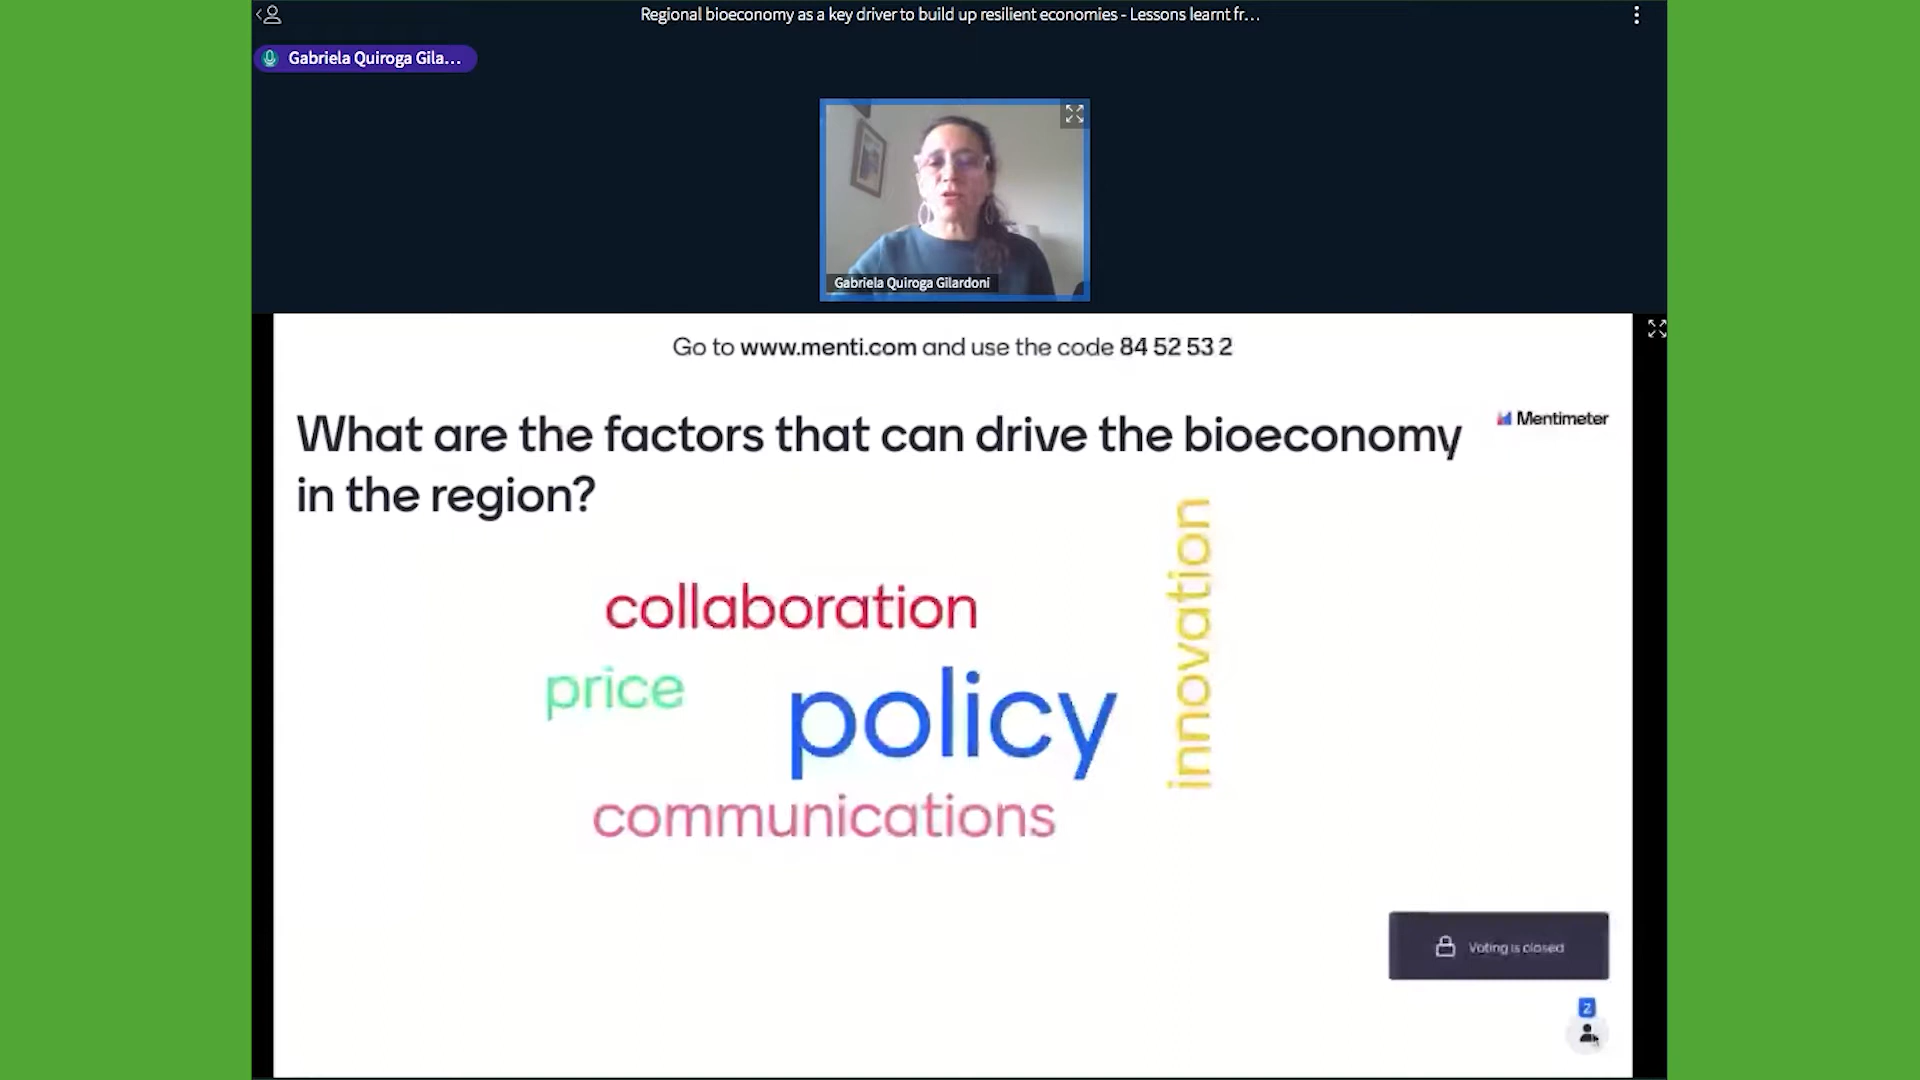 Regional bioeconomy as a key driver to build up resilient economies - Lessons learnt fr...
Gabriela Quiroga Gila...
Gabriela Quiroga Gilardoni
Go to www.menti.com and use the code 84 52 53 2
What are the factors that can drive the bioeconomy
in the region?
Mentimeter
innovation
collaboration
price
policy
communications
Voting is closed
2